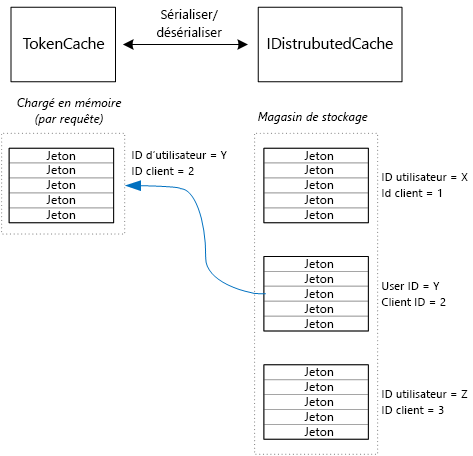 Sérialiser/
désérialiser
TokenCache
IDistrubutedCache
Chargé en mémoire
(par requête)
Magasin de stockage
Jeton
Jeton
Jeton
Jeton
Jeton
ID d'utilisateur = Y
ID client = 2
Jeton
Jeton
Jeton
Jeton
Jeton
ID utilisateur = X
Id client = 1
Jeton
Jeton
Jeton
Jeton
Jeton
User ID = Y
Client ID = 2
Jeton
Jeton
Jeton
Jeton
Jeton
ID utilisateur = Z
ID client = 3